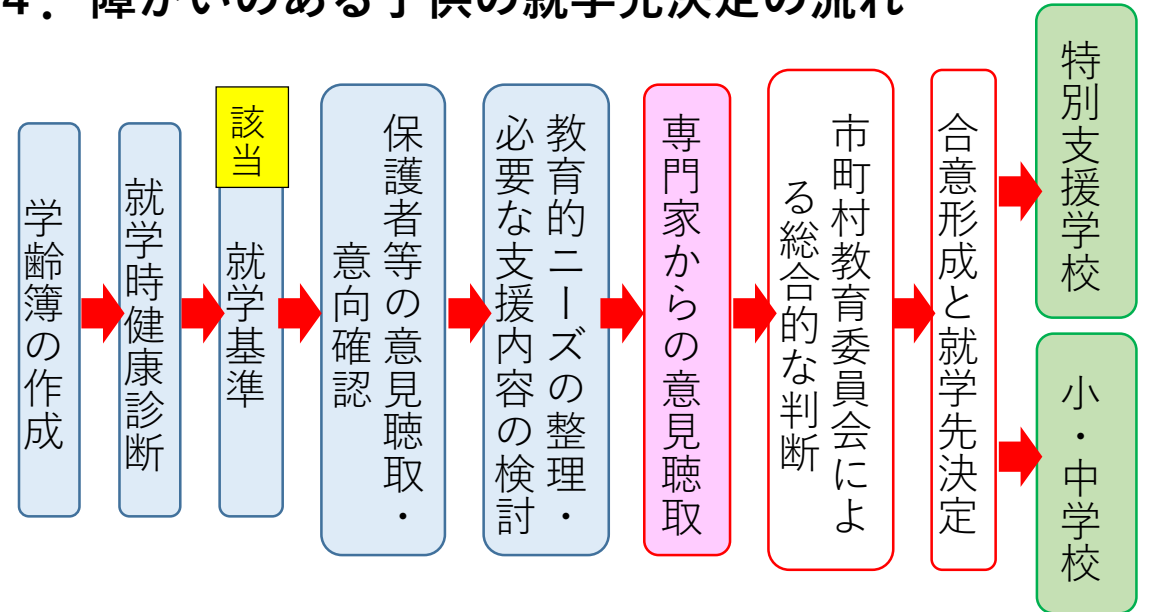 4. 障がいのある子供の就学先決定の流れ
学齢簿の作成
就学時健康診断
該当
就学基準
保護者等の意見聴取・
意向確認
教育的ニーズの整理・
必要な支援内容の検討
専門家からの意見聴取
市町村教育委員会によ
る総合的な判断
合意形成と就学先決定
特別支援学校
小・中学校